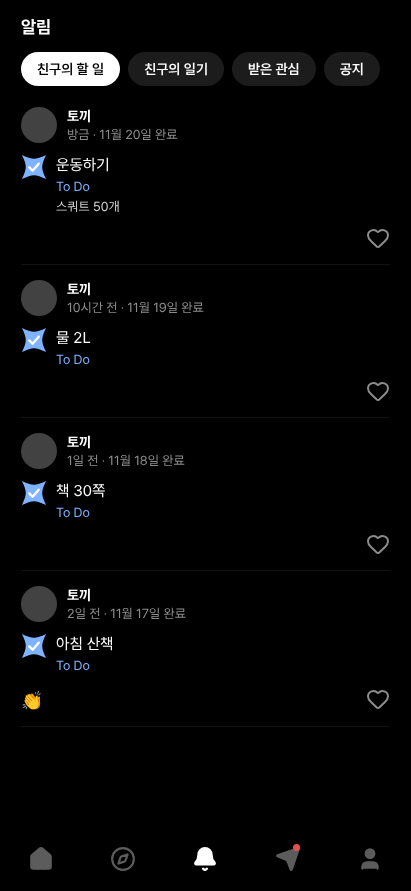 알림
친구의 할 일
친구의 일기
받은 관심
공지
토끼
방금 · 11월 20일 완료
운동하기
To Do
스쿼트 50개
토끼
10시간 전 · 11월 19일 완료
물 2L
To Do
토끼
1일 전 · 11월 18일 완료
책 30쪽
To Do
토끼
2일 전 · 11월 17일 완료
아침 산책
To Do
👏